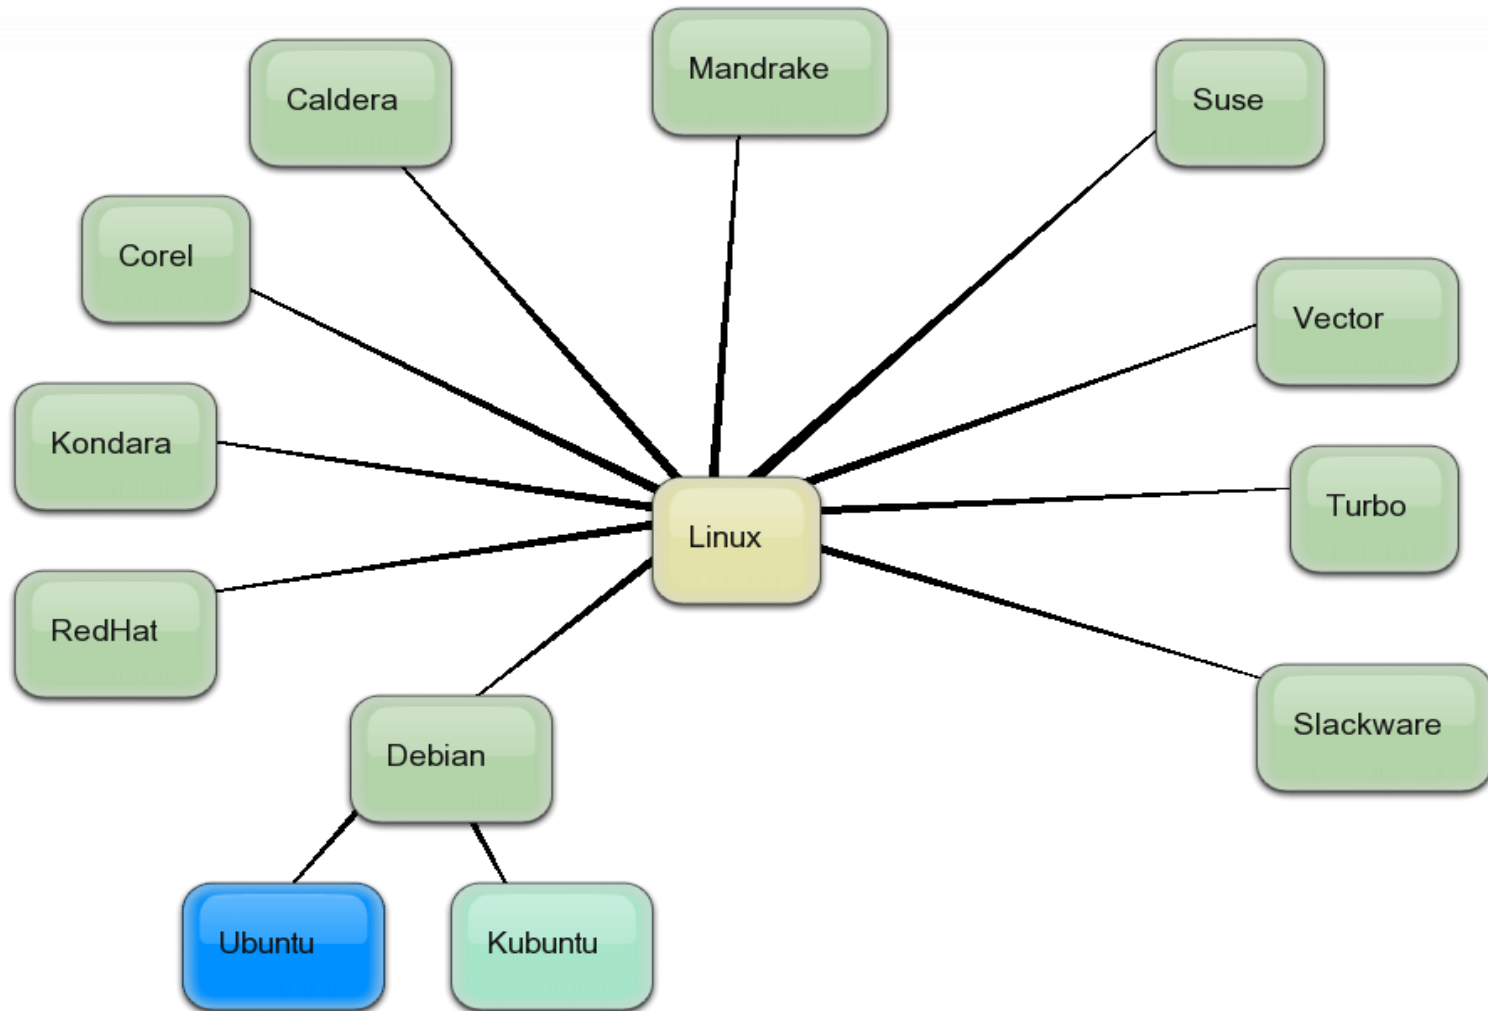 Mandrake
Caldera
Suse
Corel
Vector
Kondara
Turbo
Linux
RedHat
Slackware
Debian
Ubuntu
Kubuntu